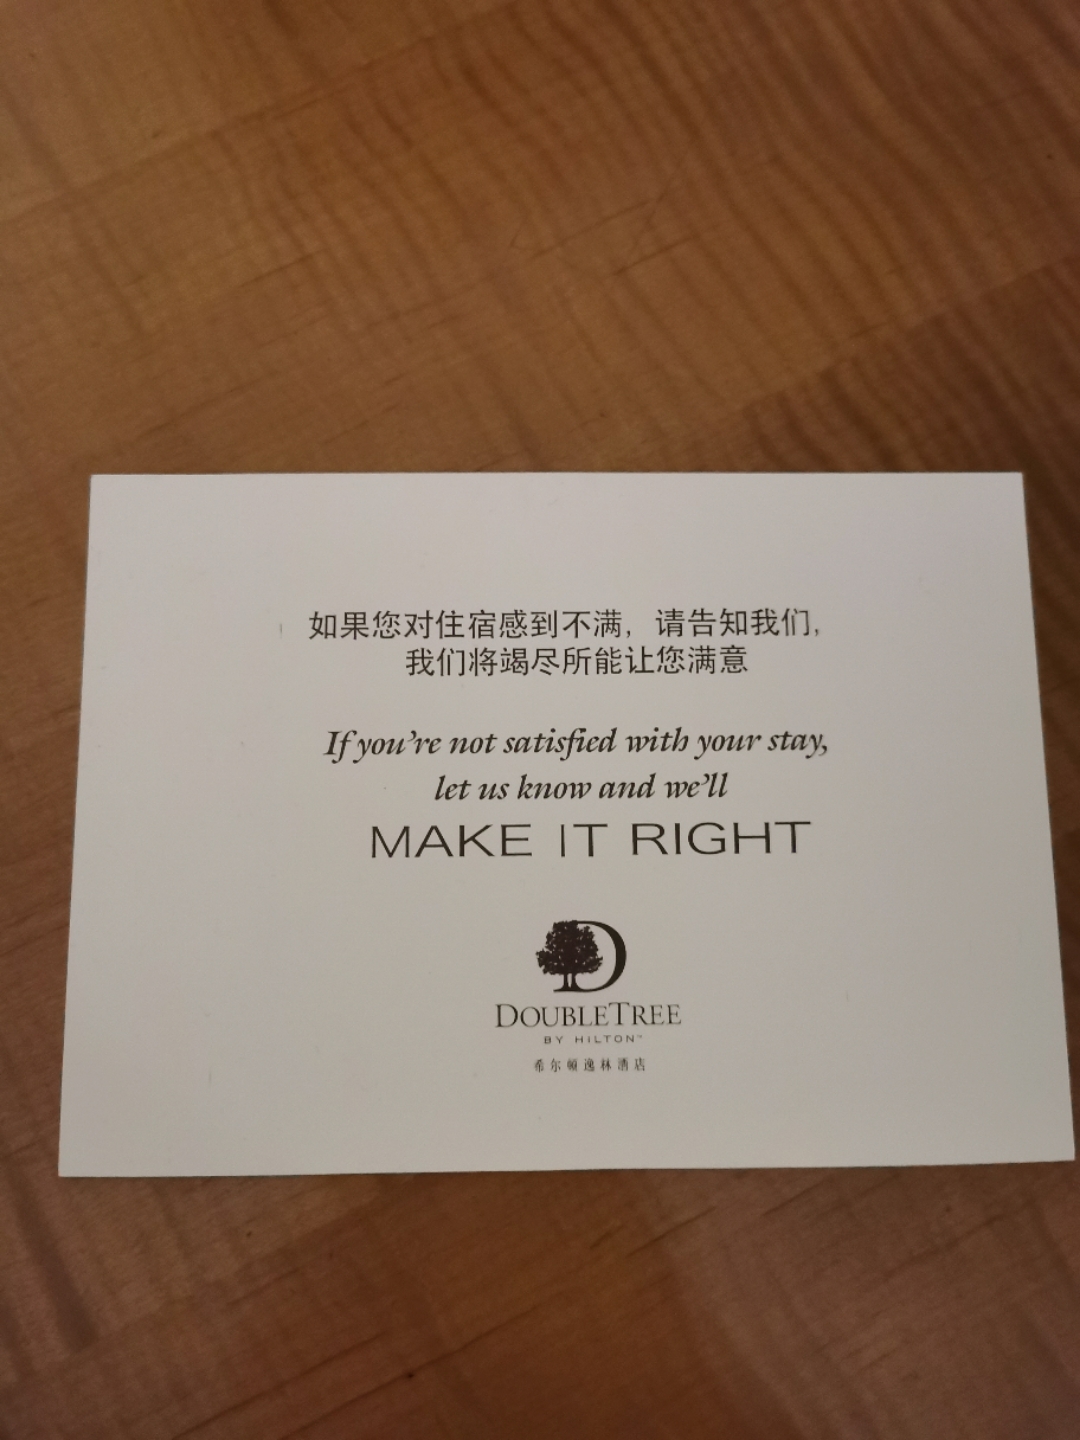 如果您对住宿感到不满，请告知我们，
我们将竭尽所能让您满意
If you're not satisfied with your stay,
let us know and we'll
MAKE IT RIGHT
D
DOUBLETREE
BY HILTON™
希尔顿逸林酒店